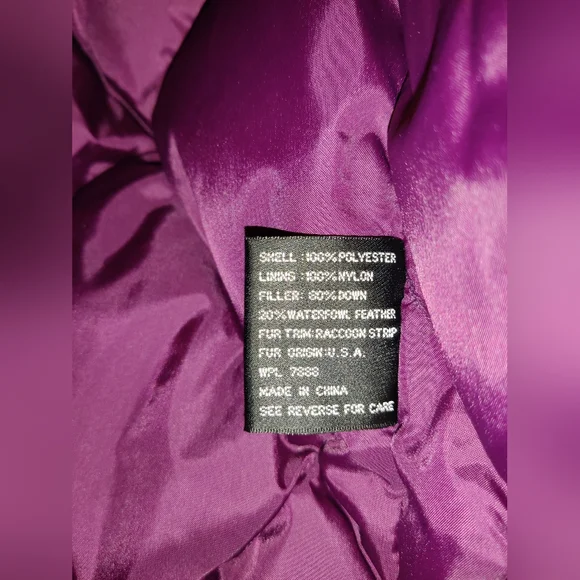 SHELL :100%POLYESTER
LINING :100%NYLON
FILLER: 80%DOWN
20%WATERFOWL FEATHER
FUR TRIM:RACCOON STRIP
FUR ORIGIN:U.S.A.
WPL 7388
MADE IN CHINA
SEE REVERSE FOR CARE